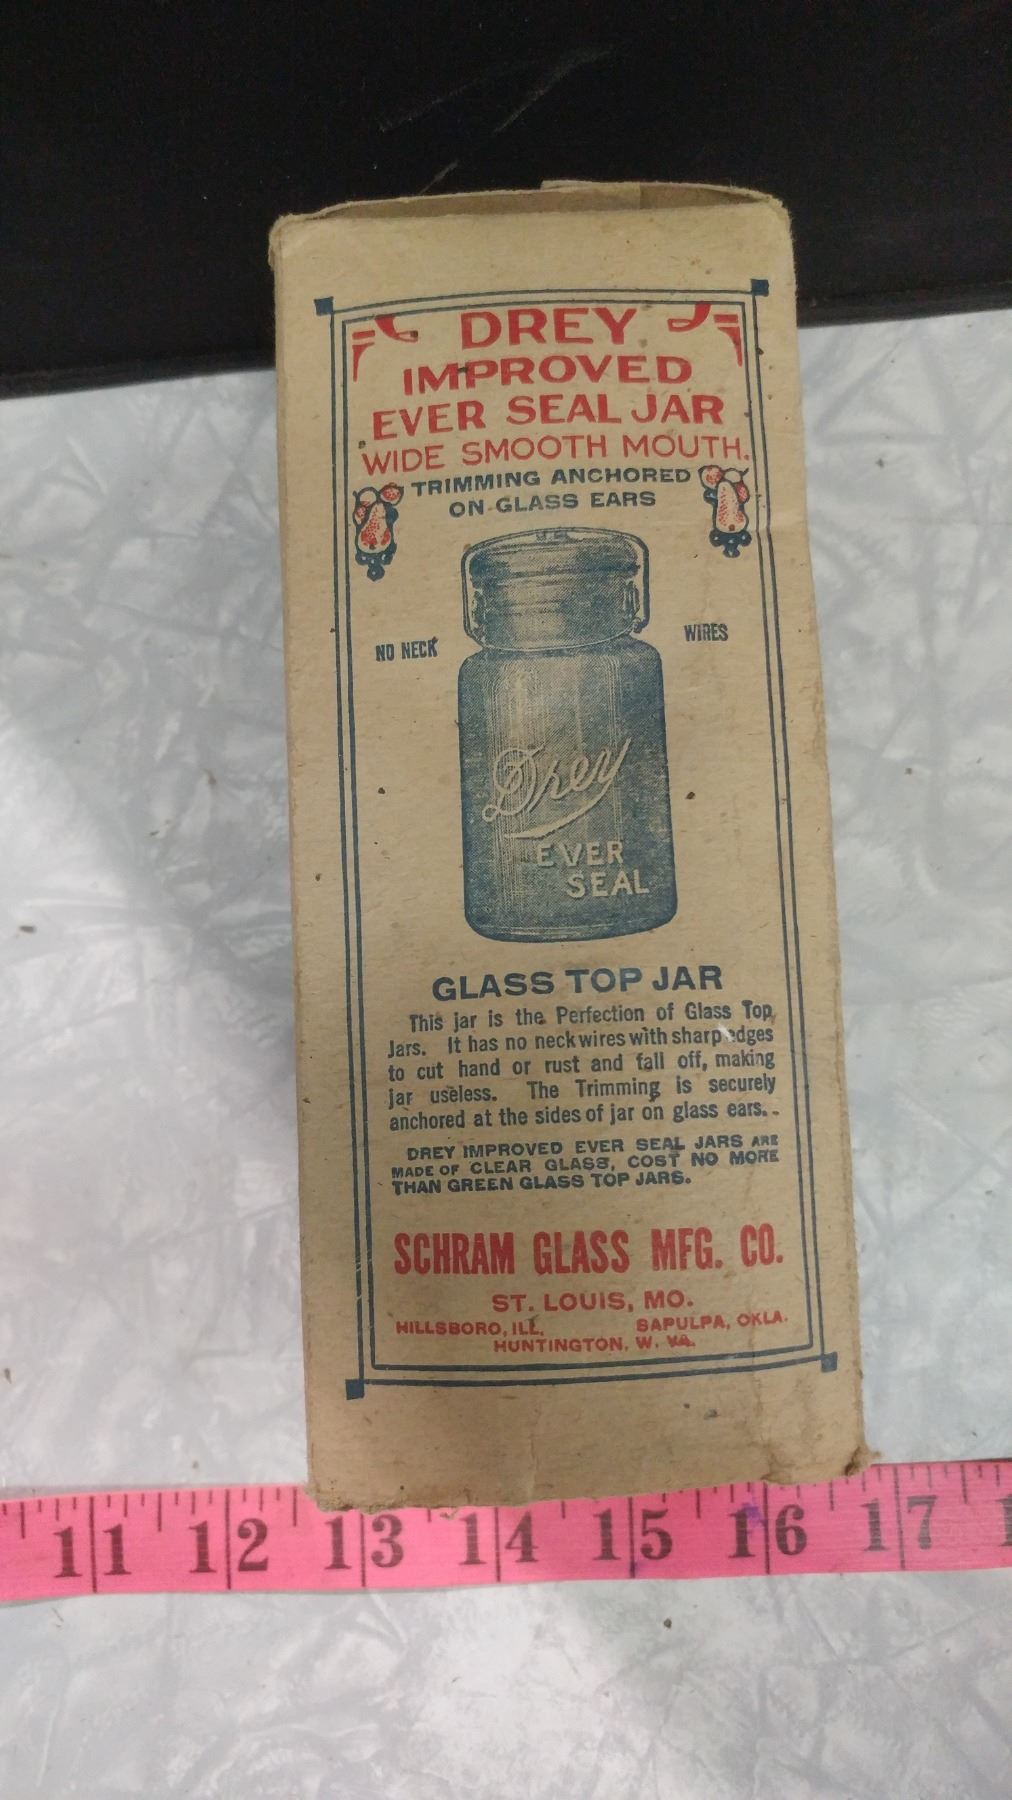 DREY
IMPROVED
EVER SEAL JAR
WIDE SMOOTH MOUTH.
TRIMMING ANCHORED
ON GLASS EARS
NO NECK WIRES
Drey
EVER
SEAL
GLASS TOP JAR
This jar is the Perfection of Glass Top
Jars. It has no neck wires with sharp edges
to cut hand or rust and fall off, making
jar useless. The Trimming is securely
anchored at the sides of jar on glass ears.
DREY IMPROVED EVER SEAL JARS ARE
MADE OF CLEAR GLASS, COST NO MORE
THAN GREEN GLASS TOP JARS.
SCHRAM GLASS MFG. CO.
ST. LOUIS, MO.
HILLSBORO, ILL. SAPULPA, OKLA.
HUNTINGTON, W. VA.
11 12 13 14 15 16 17 1